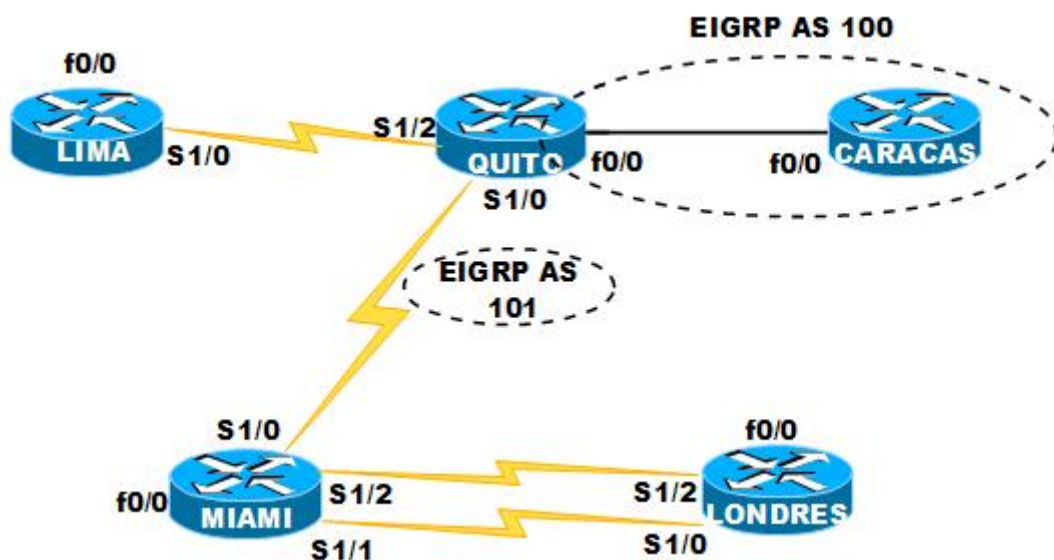 EIGRP AS 100
f0/0
LIMA
S1/0
S1/2
QUITO
f0/0
f0/0
CARACAS
S1/0
EIGRP AS
101
S1/0
f0/0
f0/0
MIAMI
S1/2
S1/2
LONDRES
S1/1
S1/0